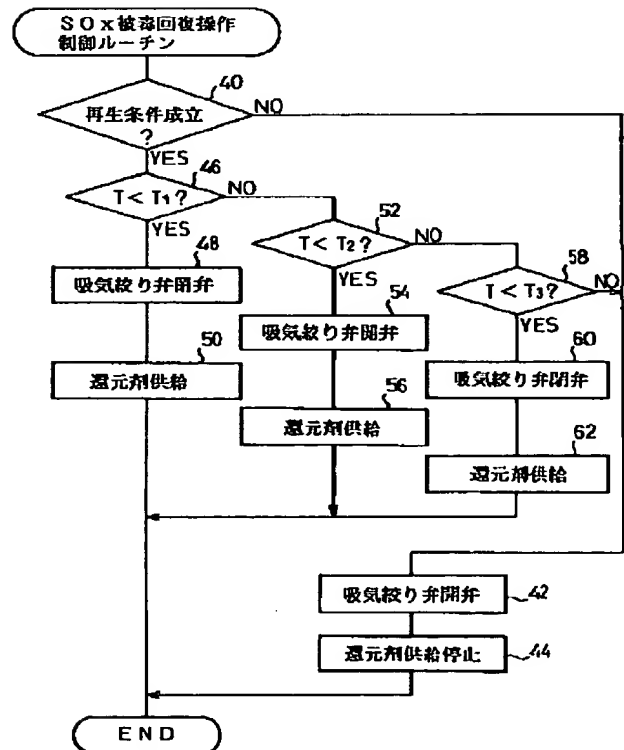 SOx被毒回復操作
制御ルーチン
40
再生条件成立
?
NO
YES
46
T < T1 ?
NO
YES
48
吸気絞り弁閉弁
50
還元剤供給
52
T < T2 ?
NO
YES
54
吸気絞り弁開弁
56
還元剤供給
58
T < T3 ?
NO
YES
60
吸気絞り弁閉弁
62
還元剤供給
吸気絞り弁開弁
42
還元剤供給停止
44
END